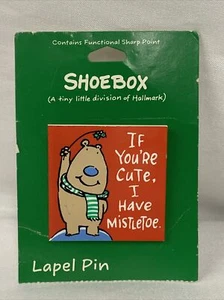 Contains Functional Sharp Point
SHOEBOX
(A tiny little division of Hallmark)
IF
YOU'RE
CUTE,
I
HAVE
MISTLETOE.
Lapel Pin